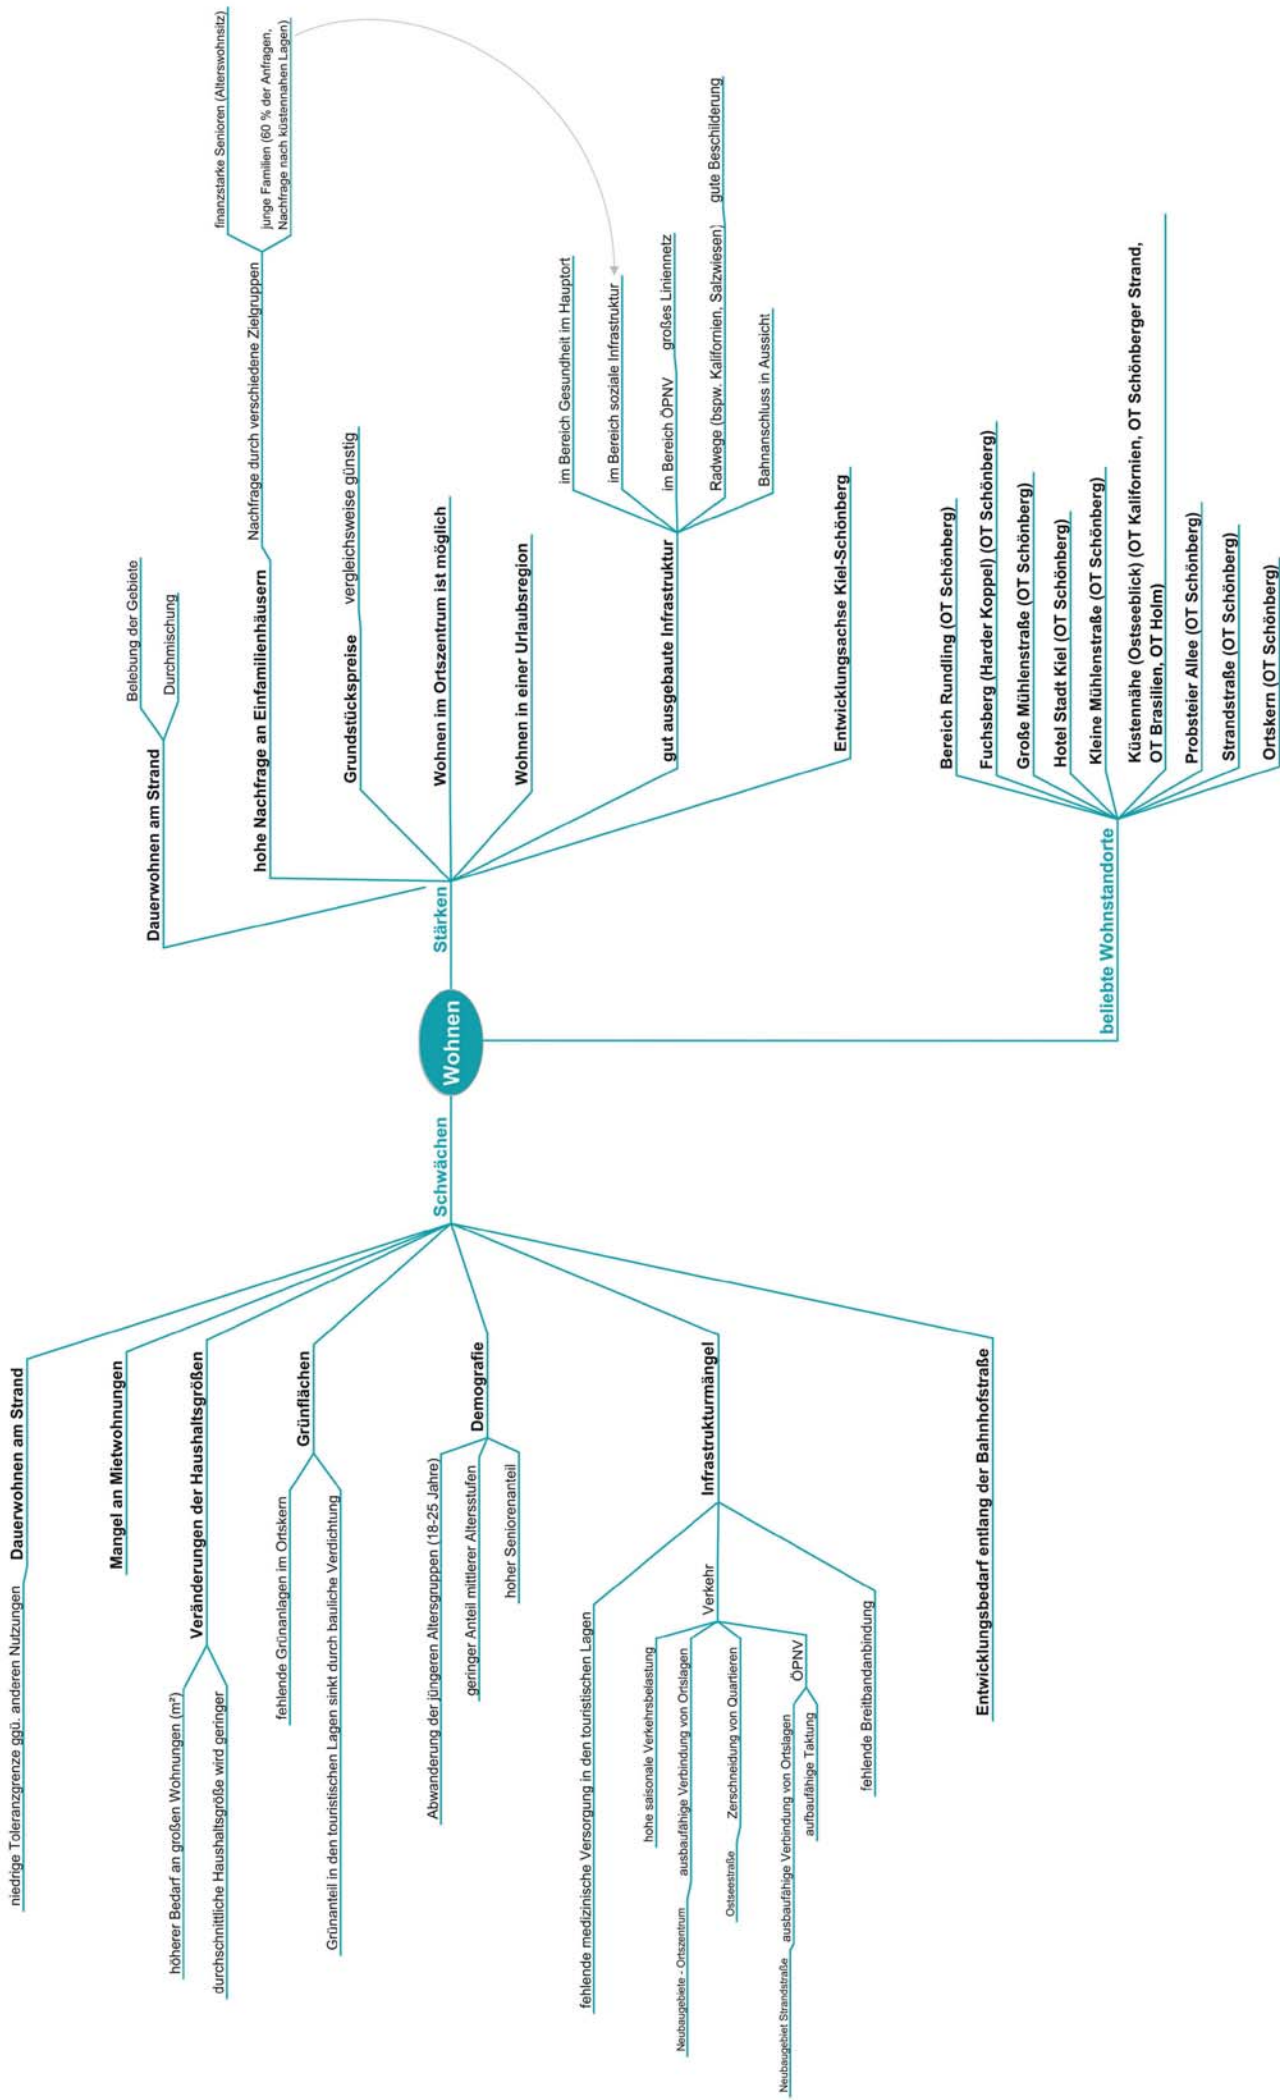 Wohnen
Stärken
Dauerwohnen am Strand
Belebung der Gebiete
Durchmischung
hohe Nachfrage an Einfamilienhäusern
Nachfrage durch verschiedene Zielgruppen
finanzstarke Senioren (Alterswohnsitz)
junge Familien (60 % der Anfragen,
Nachfrage nach küstennahen Lagen)
Grundstückspreise
vergleichsweise günstig
Wohnen im Ortszentrum ist möglich
Wohnen in einer Urlaubsregion
gut ausgebaute Infrastruktur
im Bereich Gesundheit im Hauptort
im Bereich soziale Infrastruktur
im Bereich ÖPNV
großes Liniennetz
Radwege (bspw. Kalifornien, Salzwiesen)
gute Beschilderung
Bahnanschluss in Aussicht
Entwicklungsachse Kiel-Schönberg
beliebte Wohnstandorte
Bereich Rundling (OT Schönberg)
Fuchsberg (Harder Koppel) (OT Schönberg)
Große Mühlenstraße (OT Schönberg)
Hotel Stadt Kiel (OT Schönberg)
Kleine Mühlenstraße (OT Schönberg)
Küstennähe (Ostseeblick) (OT Kalifornien, OT Schönberger Strand,
OT Brasilien, OT Holm)
Probsteier Allee (OT Schönberg)
Strandstraße (OT Schönberg)
Ortskern (OT Schönberg)
Schwächen
Dauerwohnen am Strand
niedrige Toleranzgrenze ggü. anderen Nutzungen
Mangel an Mietwohnungen
Veränderungen der Haushaltsgrößen
höherer Bedarf an großen Wohnungen (m²)
durchschnittliche Haushaltsgröße wird geringer
Grünflächen
fehlende Grünanlagen im Ortskern
Grünanteil in den touristischen Lagen sinkt durch bauliche Verdichtung
Demografie
Abwanderung der jüngeren Altersgruppen (18-25 Jahre)
geringer Anteil mittlerer Altersstufen
hoher Seniorenanteil
Infrastrukturmängel
fehlende medizinische Versorgung in den touristischen Lagen
Verkehr
hohe saisonale Verkehrsbelastung
ausbaufähige Verbindung von Ortslagen
Neubaugebiete - Ortszentrum
Zerschneidung von Quartieren
Ostseestraße
ÖPNV
ausbaufähige Verbindung von Ortslagen
Neubaugebiet Strandstraße
aufbaufähige Taktung
fehlende Breitbandanbindung
Entwicklungsbedarf entlang der Bahnhofstraße